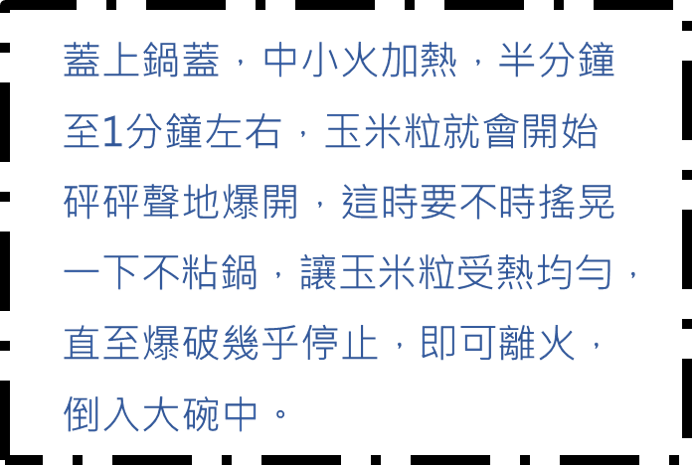 蓋上鍋蓋，中小火加熱，半分鐘
至1分鐘左右，玉米粒就會開始
砰砰聲地爆開，這時要不時搖晃
一下不粘鍋，讓玉米粒受熱均勻，
直至爆破幾乎停止，即可離火，
倒入大碗中。